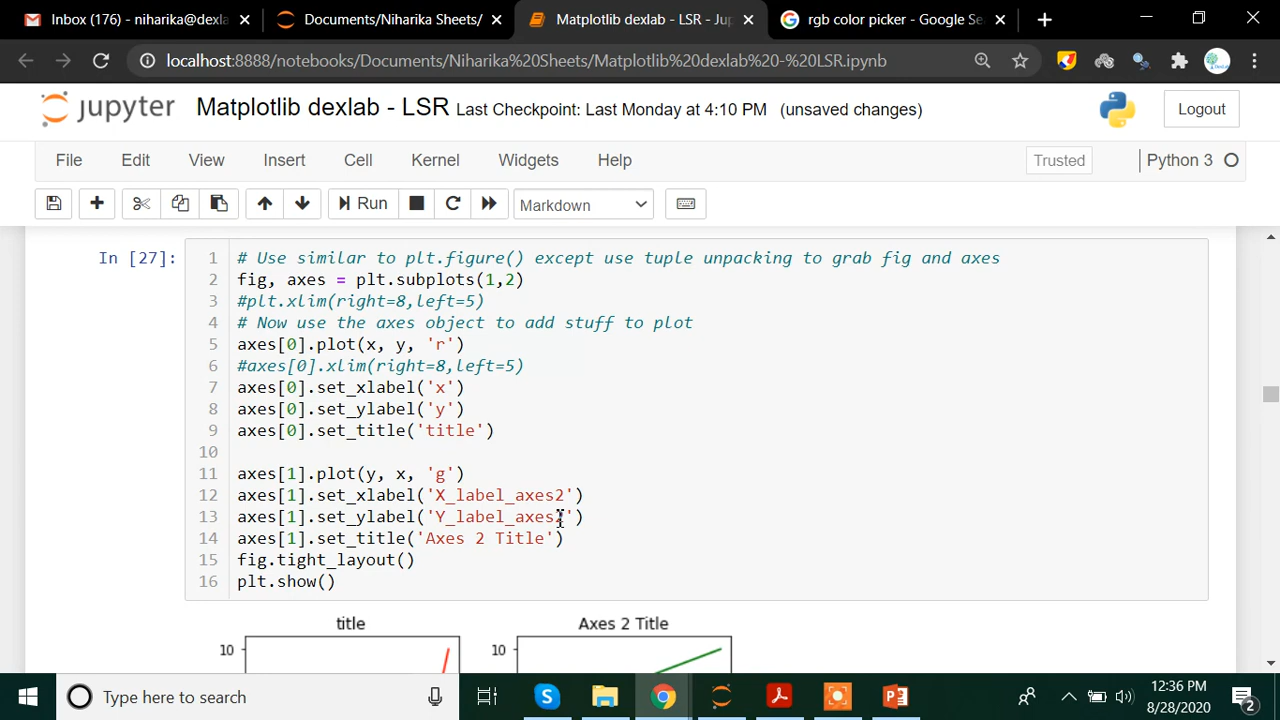 Inbox (176) - niharika@dexla
Documents/Niharika Sheets/
Matplotlib dexlab - LSR - Jup
rgb color picker - Google Sea
localhost:8888/notebooks/Documents/Niharika%20Sheets/Matplotlib%20dexlab%20-%20LSR.ipynb
jupyter Matplotlib dexlab - LSR Last Checkpoint: Last Monday at 4:10 PM (unsaved changes)
Logout
File Edit View Insert Cell Kernel Widgets Help
Trusted
Python 3
Run
Markdown
In [27]:
1 # Use similar to plt.figure() except use tuple unpacking to grab fig and axes
2 fig, axes = plt.subplots(1,2)
3 #plt.xlim(right=8,left=5)
4 # Now use the axes object to add stuff to plot
5 axes[0].plot(x, y, 'r')
6 #axes[0].xlim(right=8,left=5)
7 axes[0].set_xlabel('x')
8 axes[0].set_ylabel('y')
9 axes[0].set_title('title')
10
11 axes[1].plot(y, x, 'g')
12 axes[1].set_xlabel('X_label_axes2')
13 axes[1].set_ylabel('Y_label_axes2')
14 axes[1].set_title('Axes 2 Title')
15 fig.tight_layout()
16 plt.show()
title
Axes 2 Title
10
10
Type here to search
12:36 PM
8/28/2020
2